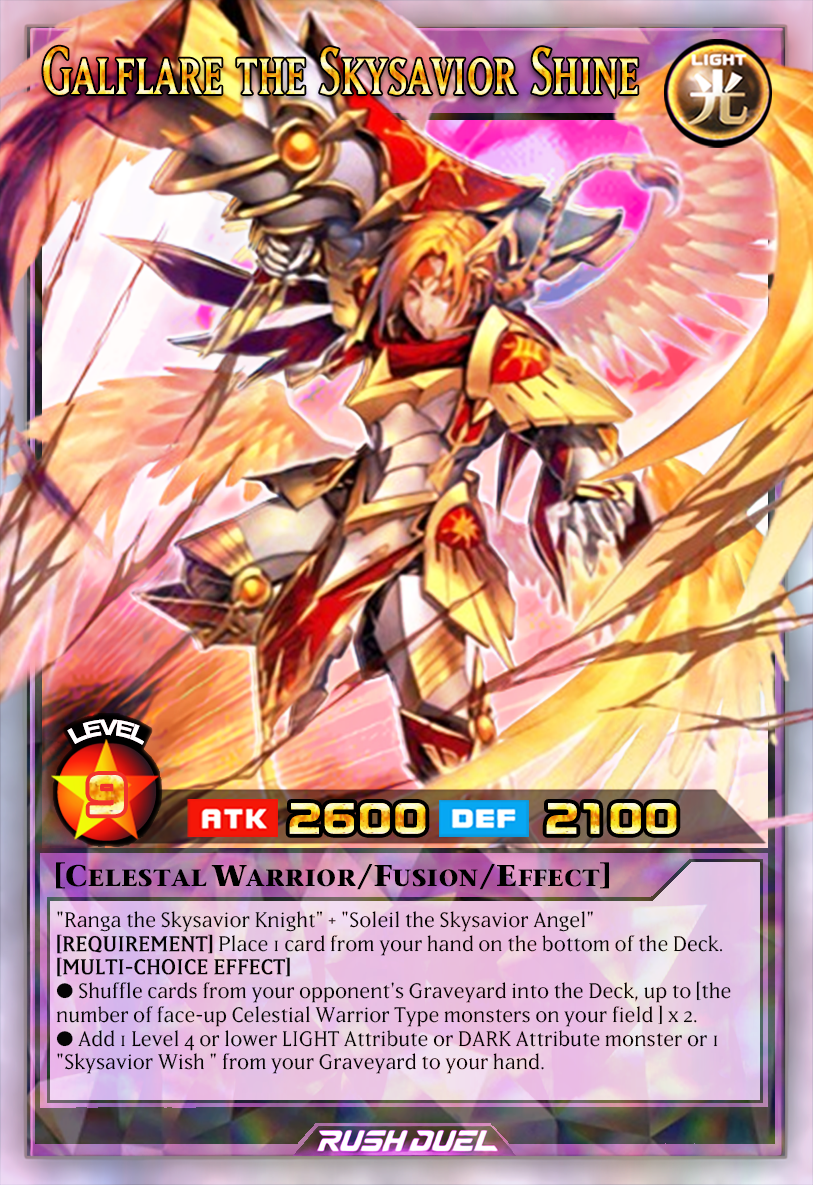 GALFLARE THE SKYSAVIOR SHINE
LIGHT
光
LEVEL
9
ATK 2600 DEF 2100
[CELESTAL WARRIOR/FUSION/EFFECT]
"Ranga the Skysavior Knight" + "Soleil the Skysavior Angel"
[REQUIREMENT] Place 1 card from your hand on the bottom of the Deck.
[MULTI-CHOICE EFFECT]
● Shuffle cards from your opponent's Graveyard into the Deck, up to [the
number of face-up Celestial Warrior Type monsters on your field ] x 2.
● Add 1 Level 4 or lower LIGHT Attribute or DARK Attribute monster or 1
"Skysavior Wish " from your Graveyard to your hand.
RUSH DUEL